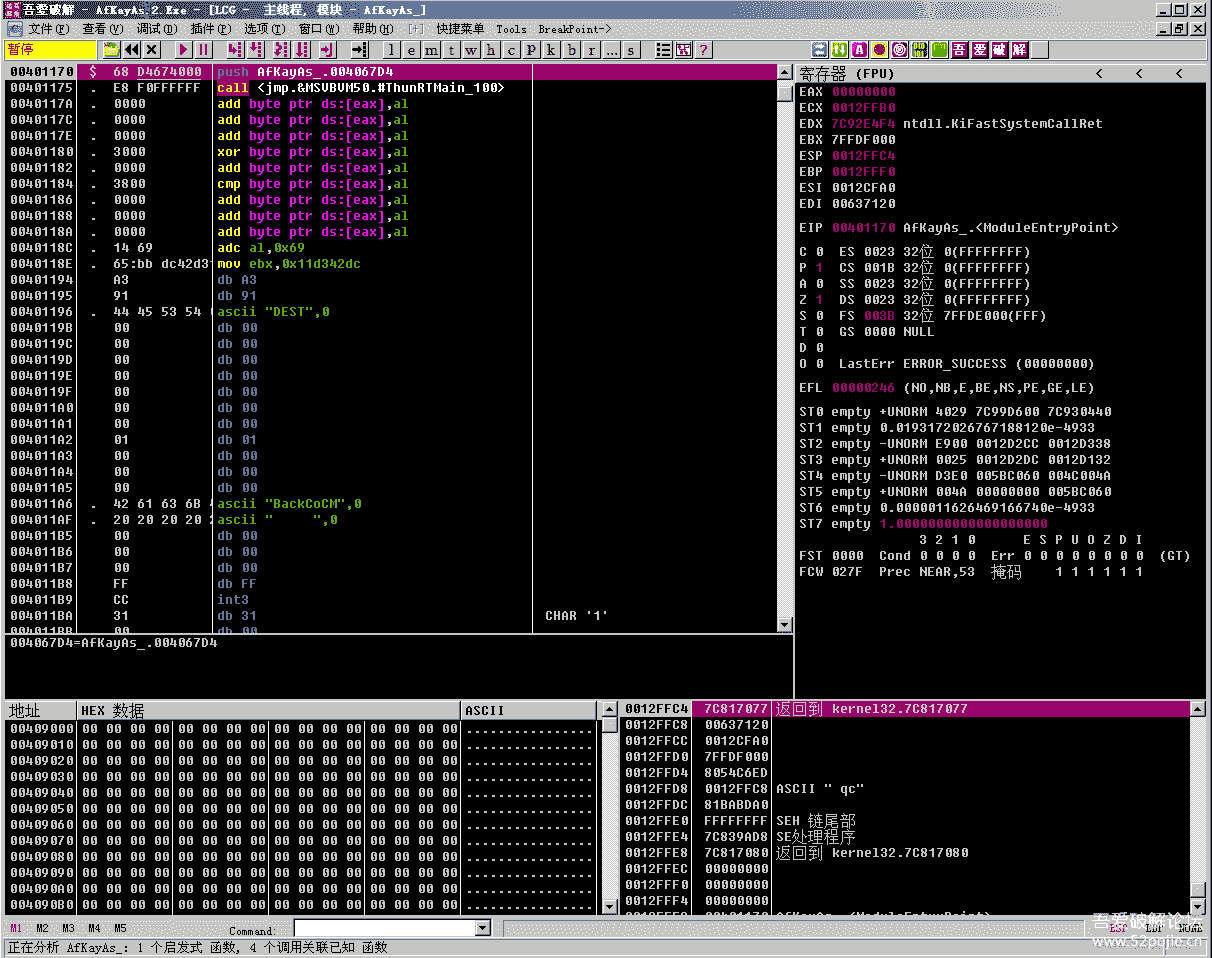 吾爱破解 - AfKayAs.2.Exe - [LCG - 主线程, 模块 - AfKayAs_]
文件(F) 查看(V) 调试(D) 插件(P) 选项(T) 窗口(W) 帮助(H) [+] 快捷菜单 Tools BreakPoint->
暂停 l e m t w h c P k b r ... s ? 吾 爱 破 解
00401170 $ 68 D4674000 push AfKayAs_.004067D4
00401175 . E8 F0FFFFFF call <jmp.&MSVBVM50.#ThunRTMain_100>
0040117A . 0000 add byte ptr ds:[eax],al
0040117C . 0000 add byte ptr ds:[eax],al
0040117E . 0000 add byte ptr ds:[eax],al
00401180 . 3000 xor byte ptr ds:[eax],al
00401182 . 0000 add byte ptr ds:[eax],al
00401184 . 3800 cmp byte ptr ds:[eax],al
00401186 . 0000 add byte ptr ds:[eax],al
00401188 . 0000 add byte ptr ds:[eax],al
0040118A . 0000 add byte ptr ds:[eax],al
0040118C . 14 69 adc al,0x69
0040118E . 65:bb dc42d3 mov ebx,0x11d342dc
00401194 A3 db A3
00401195 91 db 91
00401196 . 44 45 53 54 ascii "DEST",0
0040119B 00 db 00
0040119C 00 db 00
0040119D 00 db 00
0040119E 00 db 00
0040119F 00 db 00
004011A0 00 db 00
004011A1 00 db 00
004011A2 01 db 01
004011A3 00 db 00
004011A4 00 db 00
004011A5 00 db 00
004011A6 . 42 61 63 6B ascii "BackCoCM",0
004011AF . 20 20 20 20 ascii "     ",0
004011B5 00 db 00
004011B6 00 db 00
004011B7 00 db 00
004011B8 FF db FF
004011B9 CC int3
004011BA 31 db 31 CHAR '1'
004011BB 00 db 00
004067D4=AfKayAs_.004067D4
寄存器 (FPU) < < <
EAX 00000000
ECX 0012FFB0
EDX 7C92E4F4 ntdll.KiFastSystemCallRet
EBX 7FFDF000
ESP 0012FFC4
EBP 0012FFF0
ESI 0012CFA0
EDI 00637120
EIP 00401170 AfKayAs_.<ModuleEntryPoint>
C 0 ES 0023 32位 0(FFFFFFFF)
P 1 CS 001B 32位 0(FFFFFFFF)
A 0 SS 0023 32位 0(FFFFFFFF)
Z 1 DS 0023 32位 0(FFFFFFFF)
S 0 FS 003B 32位 7FFDE000(FFF)
T 0 GS 0000 NULL
D 0
O 0 LastErr ERROR_SUCCESS (00000000)
EFL 00000246 (NO,NB,E,BE,NS,PE,GE,LE)
ST0 empty +UNORM 4029 7C99D600 7C930440
ST1 empty 0.0193172026767188120e-4933
ST2 empty -UNORM E900 0012D2CC 0012D338
ST3 empty +UNORM 0025 0012D2DC 0012D132
ST4 empty -UNORM D3E0 005BC060 004C004A
ST5 empty +UNORM 004A 00000000 005BC060
ST6 empty 0.0000011626469166740e-4933
ST7 empty 1.0000000000000000000
3 2 1 0 E S P U O Z D I
FST 0000 Cond 0 0 0 0 Err 0 0 0 0 0 0 0 0 (GT)
FCW 027F Prec NEAR,53 掩码 1 1 1 1 1 1
地址 HEX 数据 ASCII
00409000 00 00 00 00 00 00 00 00 00 00 00 00 00 00 00 00 ................
00409010 00 00 00 00 00 00 00 00 00 00 00 00 00 00 00 00 ................
00409020 00 00 00 00 00 00 00 00 00 00 00 00 00 00 00 00 ................
00409030 00 00 00 00 00 00 00 00 00 00 00 00 00 00 00 00 ................
00409040 00 00 00 00 00 00 00 00 00 00 00 00 00 00 00 00 ................
00409050 00 00 00 00 00 00 00 00 00 00 00 00 00 00 00 00 ................
00409060 00 00 00 00 00 00 00 00 00 00 00 00 00 00 00 00 ................
00409070 00 00 00 00 00 00 00 00 00 00 00 00 00 00 00 00 ................
00409080 00 00 00 00 00 00 00 00 00 00 00 00 00 00 00 00 ................
00409090 00 00 00 00 00 00 00 00 00 00 00 00 00 00 00 00 ................
004090A0 00 00 00 00 00 00 00 00 00 00 00 00 00 00 00 00 ................
004090B0 00 00 00 00 00 00 00 00 00 00 00 00 00 00 00 00 ................
0012FFC4 7C817077 返回到 kernel32.7C817077
0012FFC8 00637120
0012FFCC 0012CFA0
0012FFD0 7FFDF000
0012FFD4 8054C6ED
0012FFD8 0012FFC8 ASCII " qc"
0012FFDC 81BABDA0
0012FFE0 FFFFFFFF SEH 链尾部
0012FFE4 7C839AD8 SE处理程序
0012FFE8 7C817080 返回到 kernel32.7C817080
0012FFEC 00000000
0012FFF0 00000000
0012FFF4 00000000
0012FFF8 00401170 AfKayAs_.<ModuleEntryPoint>
M1 M2 M3 M4 M5 Command: ESP EBP NONE
正在分析 AfKayAs_: 1 个启发式 函数, 4 个调用关联已知 函数
吾爱破解论坛
www.52pojie.cn